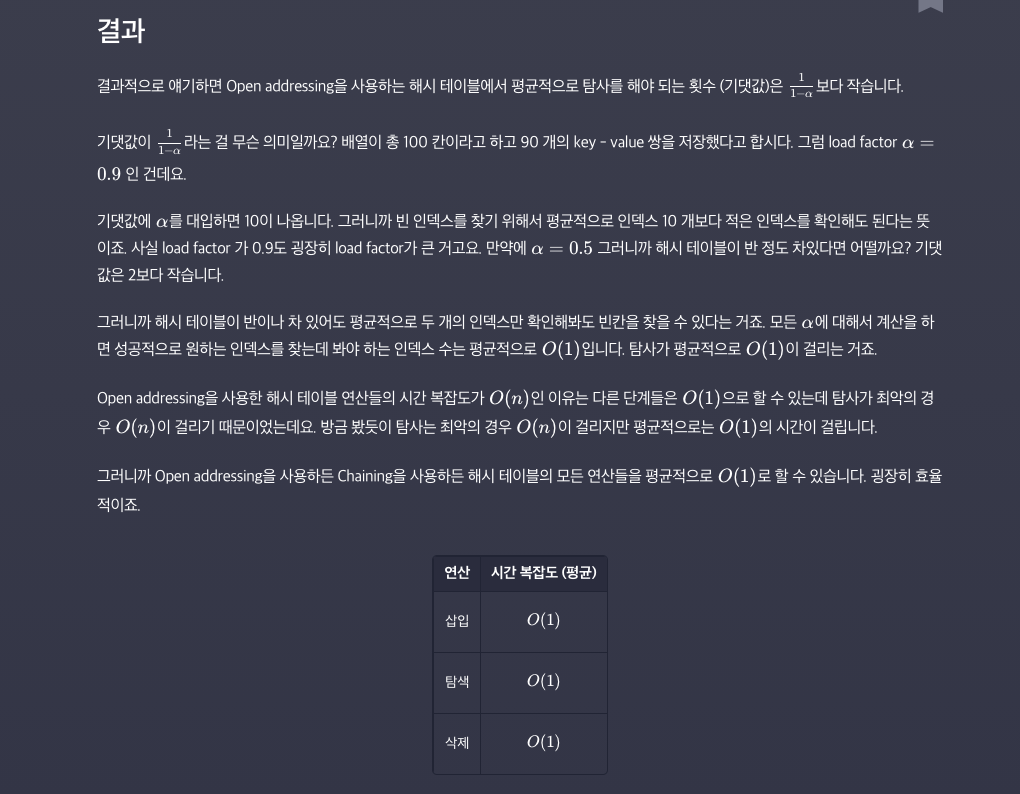 결과
결과적으로 얘기하면 Open addressing을 사용하는 해시 테이블에서 평균적으로 탐사를 해야 되는 횟수 (기댓값)은 $\frac{1}{1-\alpha}$ 보다 작습니다.
기댓값이 $\frac{1}{1-\alpha}$ 라는 걸 무슨 의미일까요? 배열이 총 100 칸이라고 하고 90 개의 key - value 쌍을 저장했다고 합시다. 그럼 load factor α =
0.9 인 건데요.
기댓값에 α를 대입하면 10이 나옵니다. 그러니까 빈 인덱스를 찾기 위해서 평균적으로 인덱스 10 개보다 적은 인덱스를 확인해도 된다는 뜻
이죠. 사실 load factor 가 0.9도 굉장히 load factor가 큰 거고요. 만약에 α = 0.5 그러니까 해시 테이블이 반 정도 차있다면 어떨까요? 기댓
값은 2보다 작습니다.
그러니까 해시 테이블이 반이나 차 있어도 평균적으로 두 개의 인덱스만 확인해봐도 빈칸을 찾을 수 있다는 거죠. 모든 α에 대해서 계산을 하
면 성공적으로 원하는 인덱스를 찾는데 봐야 하는 인덱스 수는 평균적으로 O(1)입니다. 탐사가 평균적으로 O(1)이 걸리는 거죠.
Open addressing을 사용한 해시 테이블 연산들의 시간 복잡도가 O(n)인 이유는 다른 단계들은 O(1)으로 할 수 있는데 탐사가 최악의 경
우 O(n)이 걸리기 때문이었는데요. 방금 봤듯이 탐사는 최악의 경우 O(n)이 걸리지만 평균적으로는 O(1)의 시간이 걸립니다.
그러니까 Open addressing을 사용하든 Chaining을 사용하든 해시 테이블의 모든 연산들을 평균적으로 O(1)로 할 수 있습니다. 굉장히 효율
적이죠.
연산 시간 복잡도 (평균)
삽입 O(1)
탐색 O(1)
삭제 O(1)